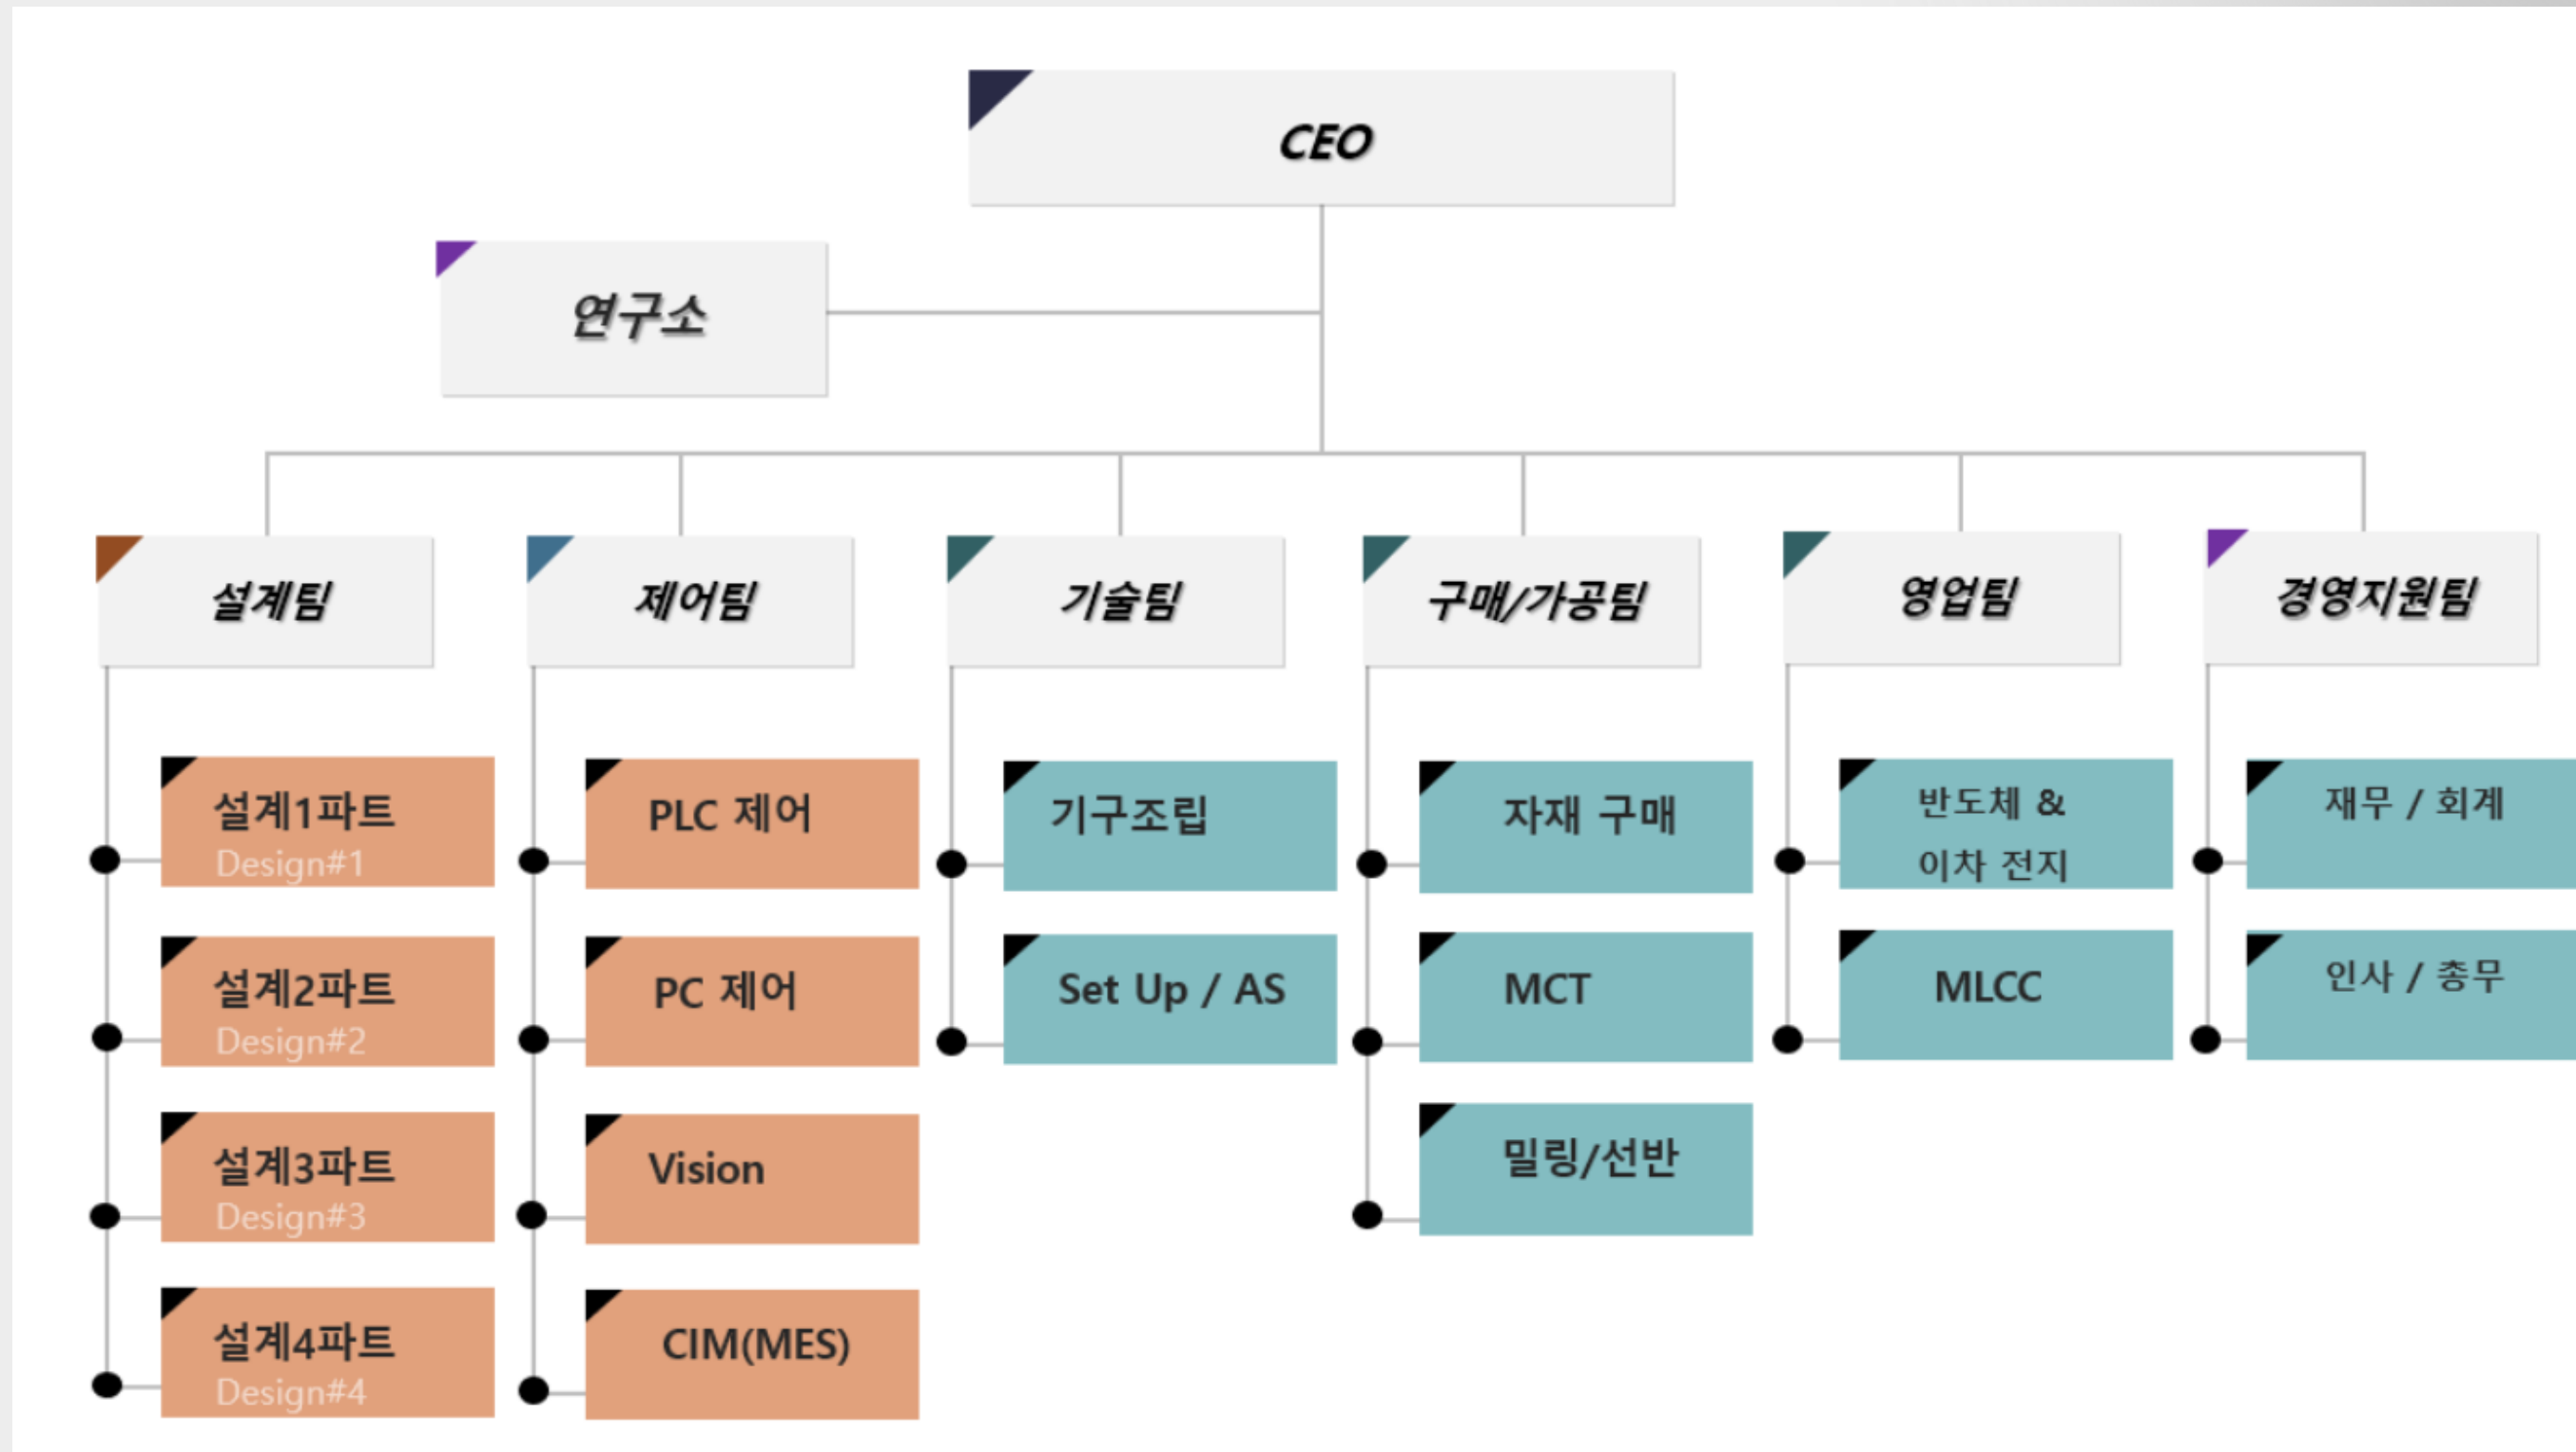 CEO
연구소
설계팀
제어팀
기술팀
구매/가공팀
영업팀
경영지원팀
설계1파트
Design#1
설계2파트
Design#2
설계3파트
Design#3
설계4파트
Design#4
PLC 제어
PC 제어
Vision
CIM(MES)
기구조립
Set Up / AS
자재 구매
MCT
밀링/선반
반도체 &
이차 전지
MLCC
재무 / 회계
인사 / 총무